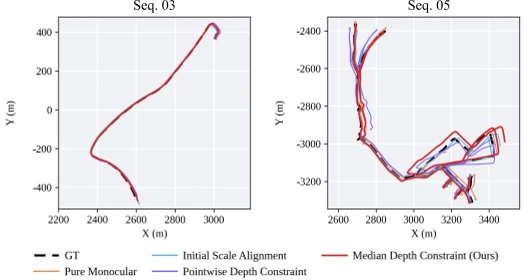 Seq. 03
Seq. 05
400
200
0
-200
-400
Y (m)
2200
2400
2600
2800
3000
X (m)
-2400
-2600
-2800
-3000
-3200
Y (m)
2600
2800
3000
3200
3400
X (m)
GT
Initial Scale Alignment
Median Depth Constraint (Ours)
Pure Monocular
Pointwise Depth Constraint